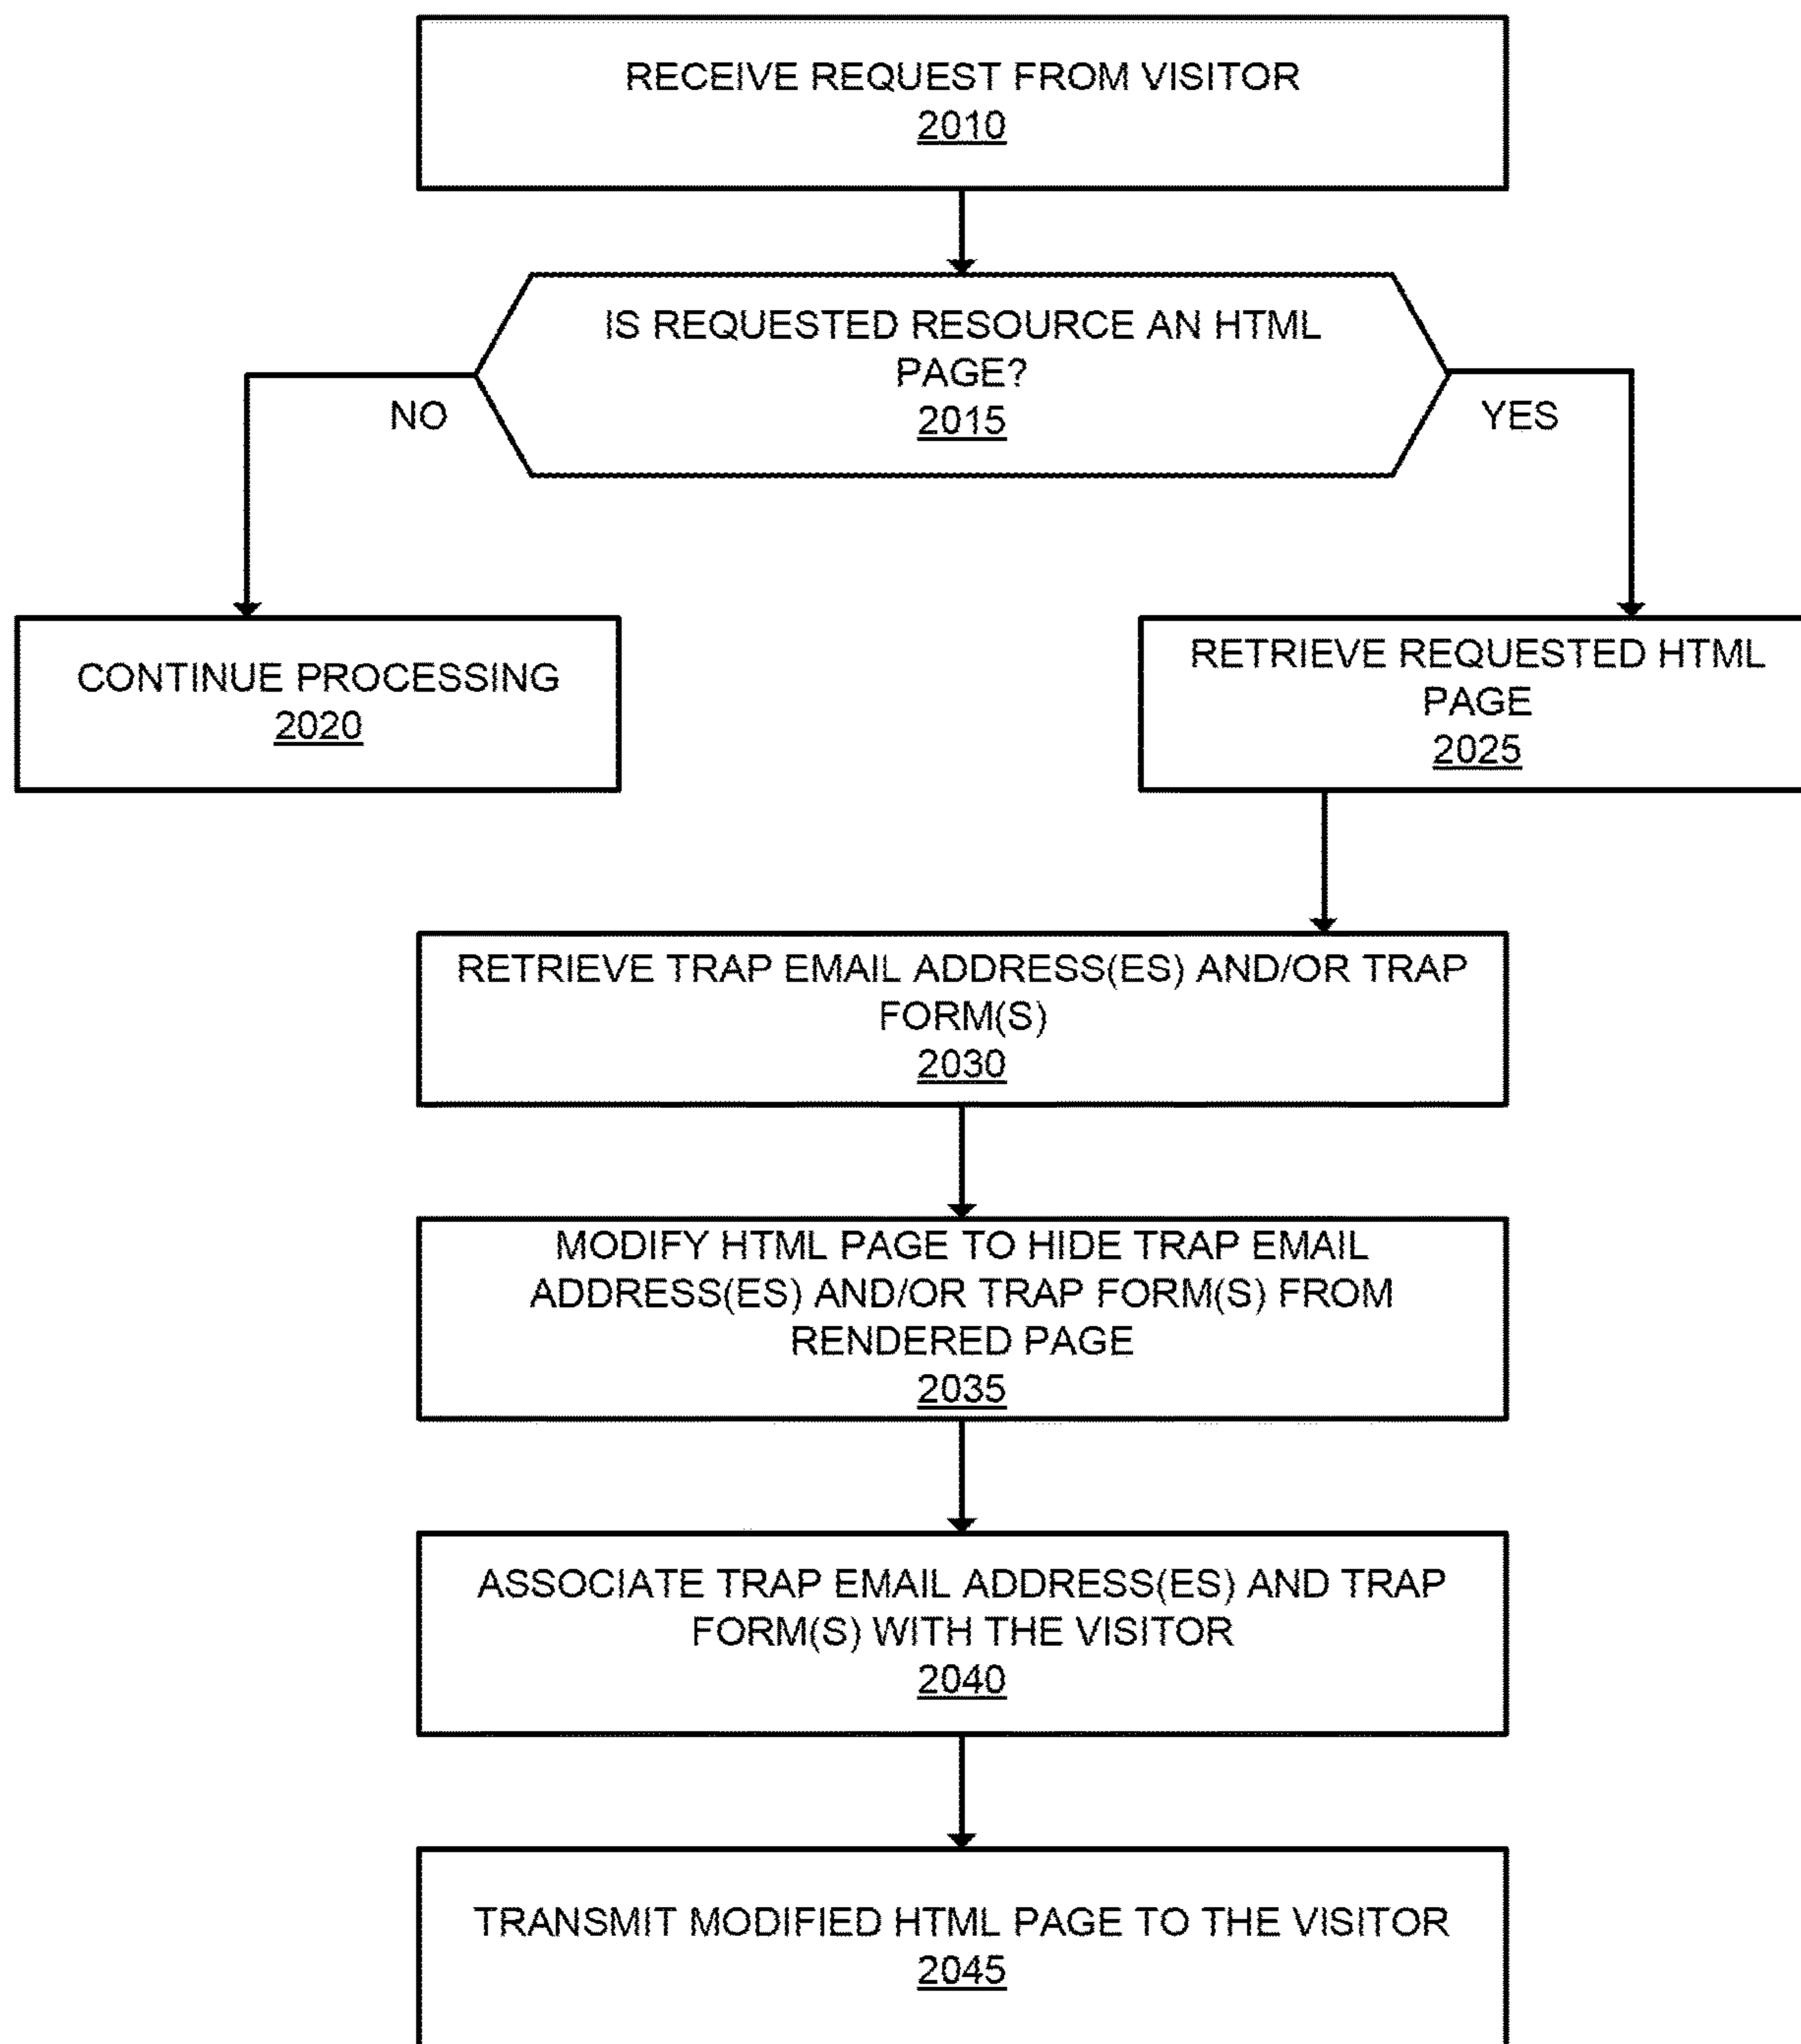 RECEIVE REQUEST FROM VISITOR
2010
IS REQUESTED RESOURCE AN HTML
PAGE?
2015
NO
YES
CONTINUE PROCESSING
2020
RETRIEVE REQUESTED HTML
PAGE
2025
RETRIEVE TRAP EMAIL ADDRESS(ES) AND/OR TRAP
FORM(S)
2030
MODIFY HTML PAGE TO HIDE TRAP EMAIL
ADDRESS(ES) AND/OR TRAP FORM(S) FROM
RENDERED PAGE
2035
ASSOCIATE TRAP EMAIL ADDRESS(ES) AND TRAP
FORM(S) WITH THE VISITOR
2040
TRANSMIT MODIFIED HTML PAGE TO THE VISITOR
2045